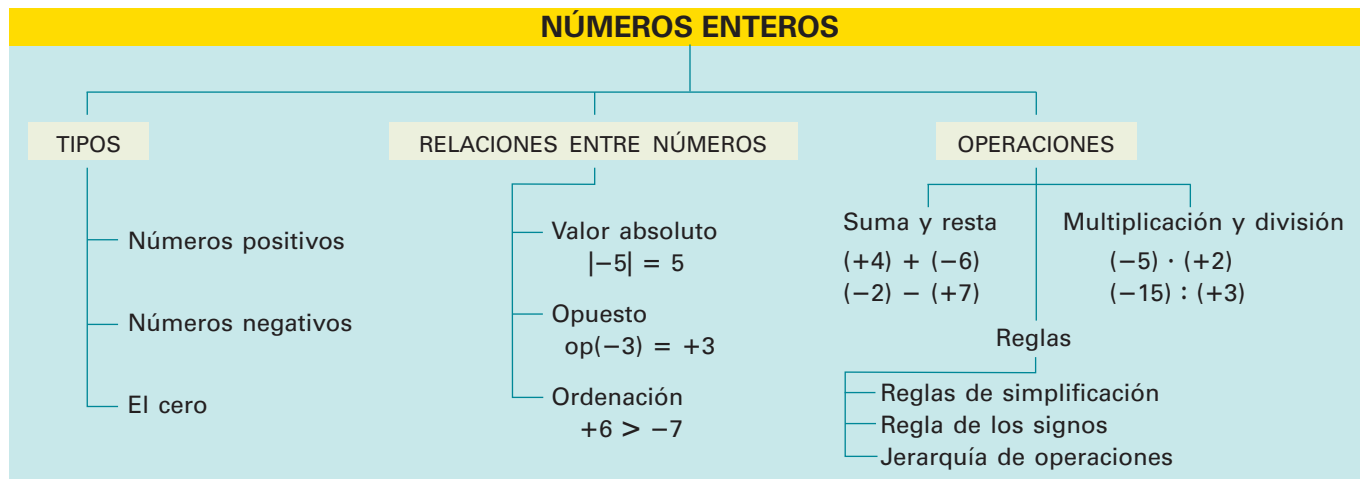 NÚMEROS ENTEROS
TIPOS
Números positivos
Números negativos
El cero
RELACIONES ENTRE NÚMEROS
Valor absoluto
|−5| = 5
Opuesto
op(−3) = +3
Ordenación
+6 > −7
OPERACIONES
Suma y resta
(+4) + (−6)
(−2) − (+7)
Multiplicación y división
(−5) · (+2)
(−15) : (+3)
Reglas
Reglas de simplificación
Regla de los signos
Jerarquía de operaciones